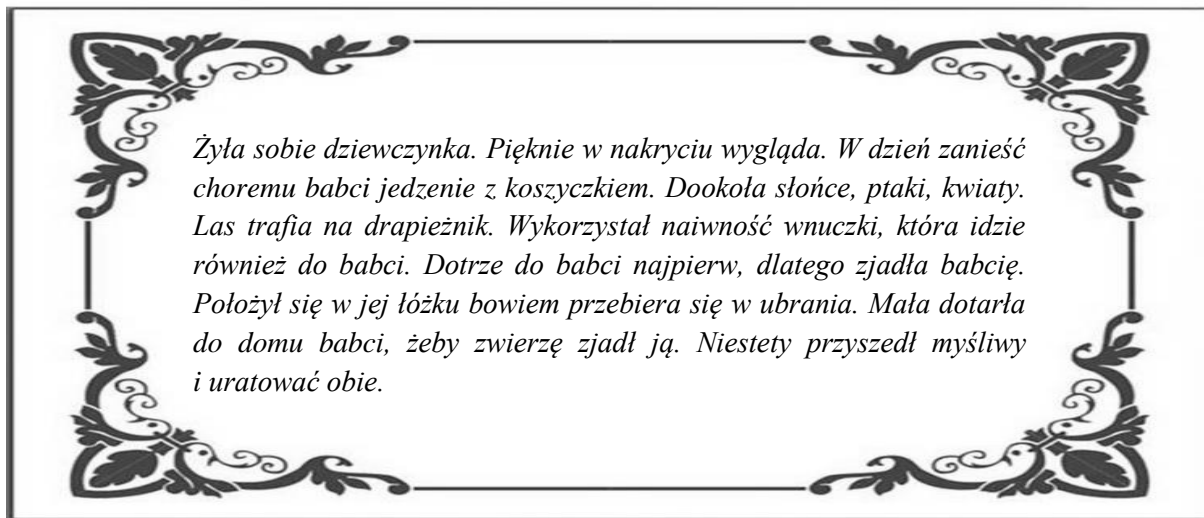 Żyła sobie dziewczynka. Pięknie w nakryciu wygląda. W dzień zanieść
choremu babci jedzenie z koszyczkiem. Dookoła słońce, ptaki, kwiaty.
Las trafia na drapieżnik. Wykorzystał naiwność wnuczki, która idzie
również do babci. Dotrze do babci najpierw, dlatego zjadła babcię.
Położył się w jej łóżku bowiem przebiera się w ubrania. Mała dotarła
do domu babci, żeby zwierzę zjadł ją. Niestety przyszedł myśliwy
i uratować obie.